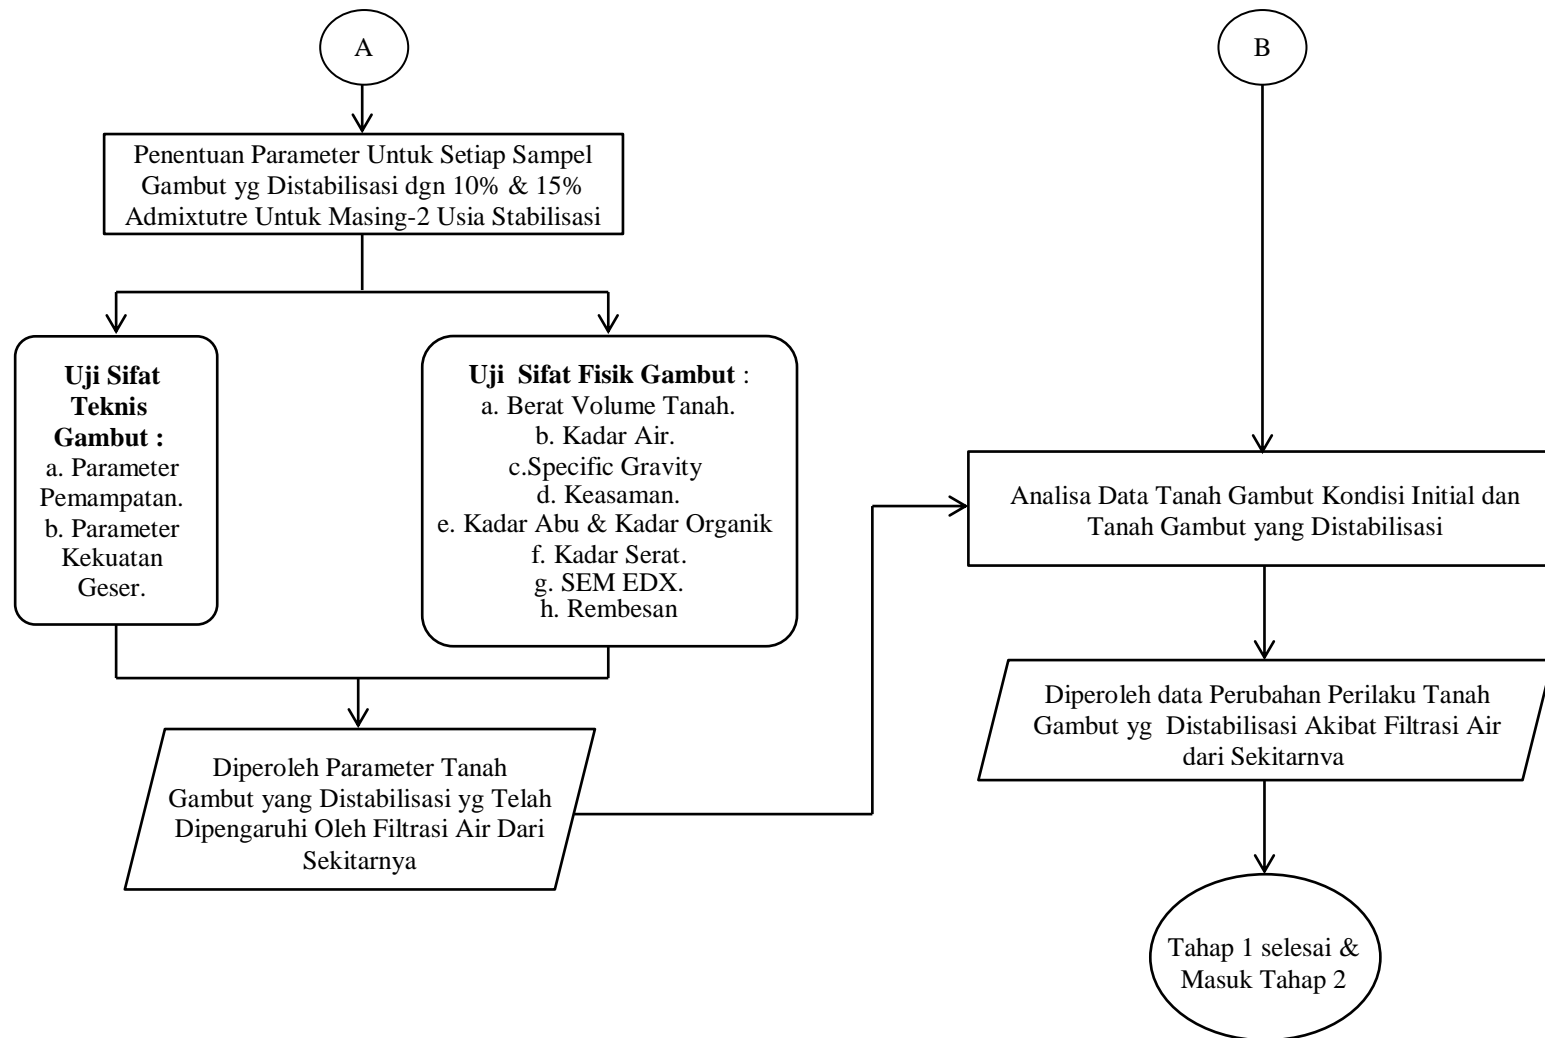 A
Penentuan Parameter Untuk Setiap Sampel
Gambut yg Distabilisasi dgn 10% & 15%
Admixtutre Untuk Masing-2 Usia Stabilisasi
Uji Sifat
Teknis
Gambut :
a. Parameter
Pemampatan.
b. Parameter
Kekuatan
Geser.
Uji Sifat Fisik Gambut :
a. Berat Volume Tanah.
b. Kadar Air.
c.Specific Gravity
d. Keasaman.
e. Kadar Abu & Kadar Organik
f. Kadar Serat.
g. SEM EDX.
h. Rembesan
Diperoleh Parameter Tanah
Gambut yang Distabilisasi yg Telah
Dipengaruhi Oleh Filtrasi Air Dari
Sekitarnya
B
Analisa Data Tanah Gambut Kondisi Initial dan
Tanah Gambut yang Distabilisasi
Diperoleh data Perubahan Perilaku Tanah
Gambut yg Distabilisasi Akibat Filtrasi Air
dari Sekitarnya
Tahap 1 selesai &
Masuk Tahap 2